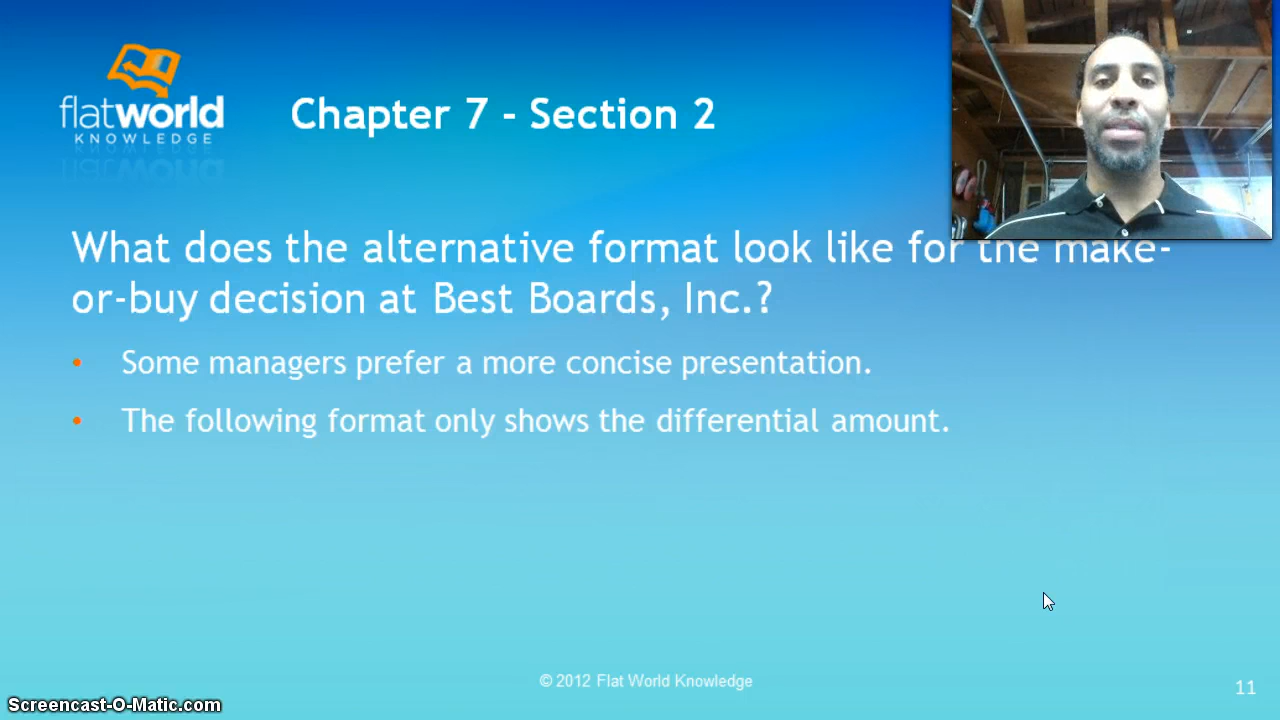 flatworld
KNOWLEDGE
Chapter 7 - Section 2
What does the alternative format look like for the make-
or-buy decision at Best Boards, Inc.?
• Some managers prefer a more concise presentation.
• The following format only shows the differential amount.
© 2012 Flat World Knowledge
11
Screencast-O-Matic.com